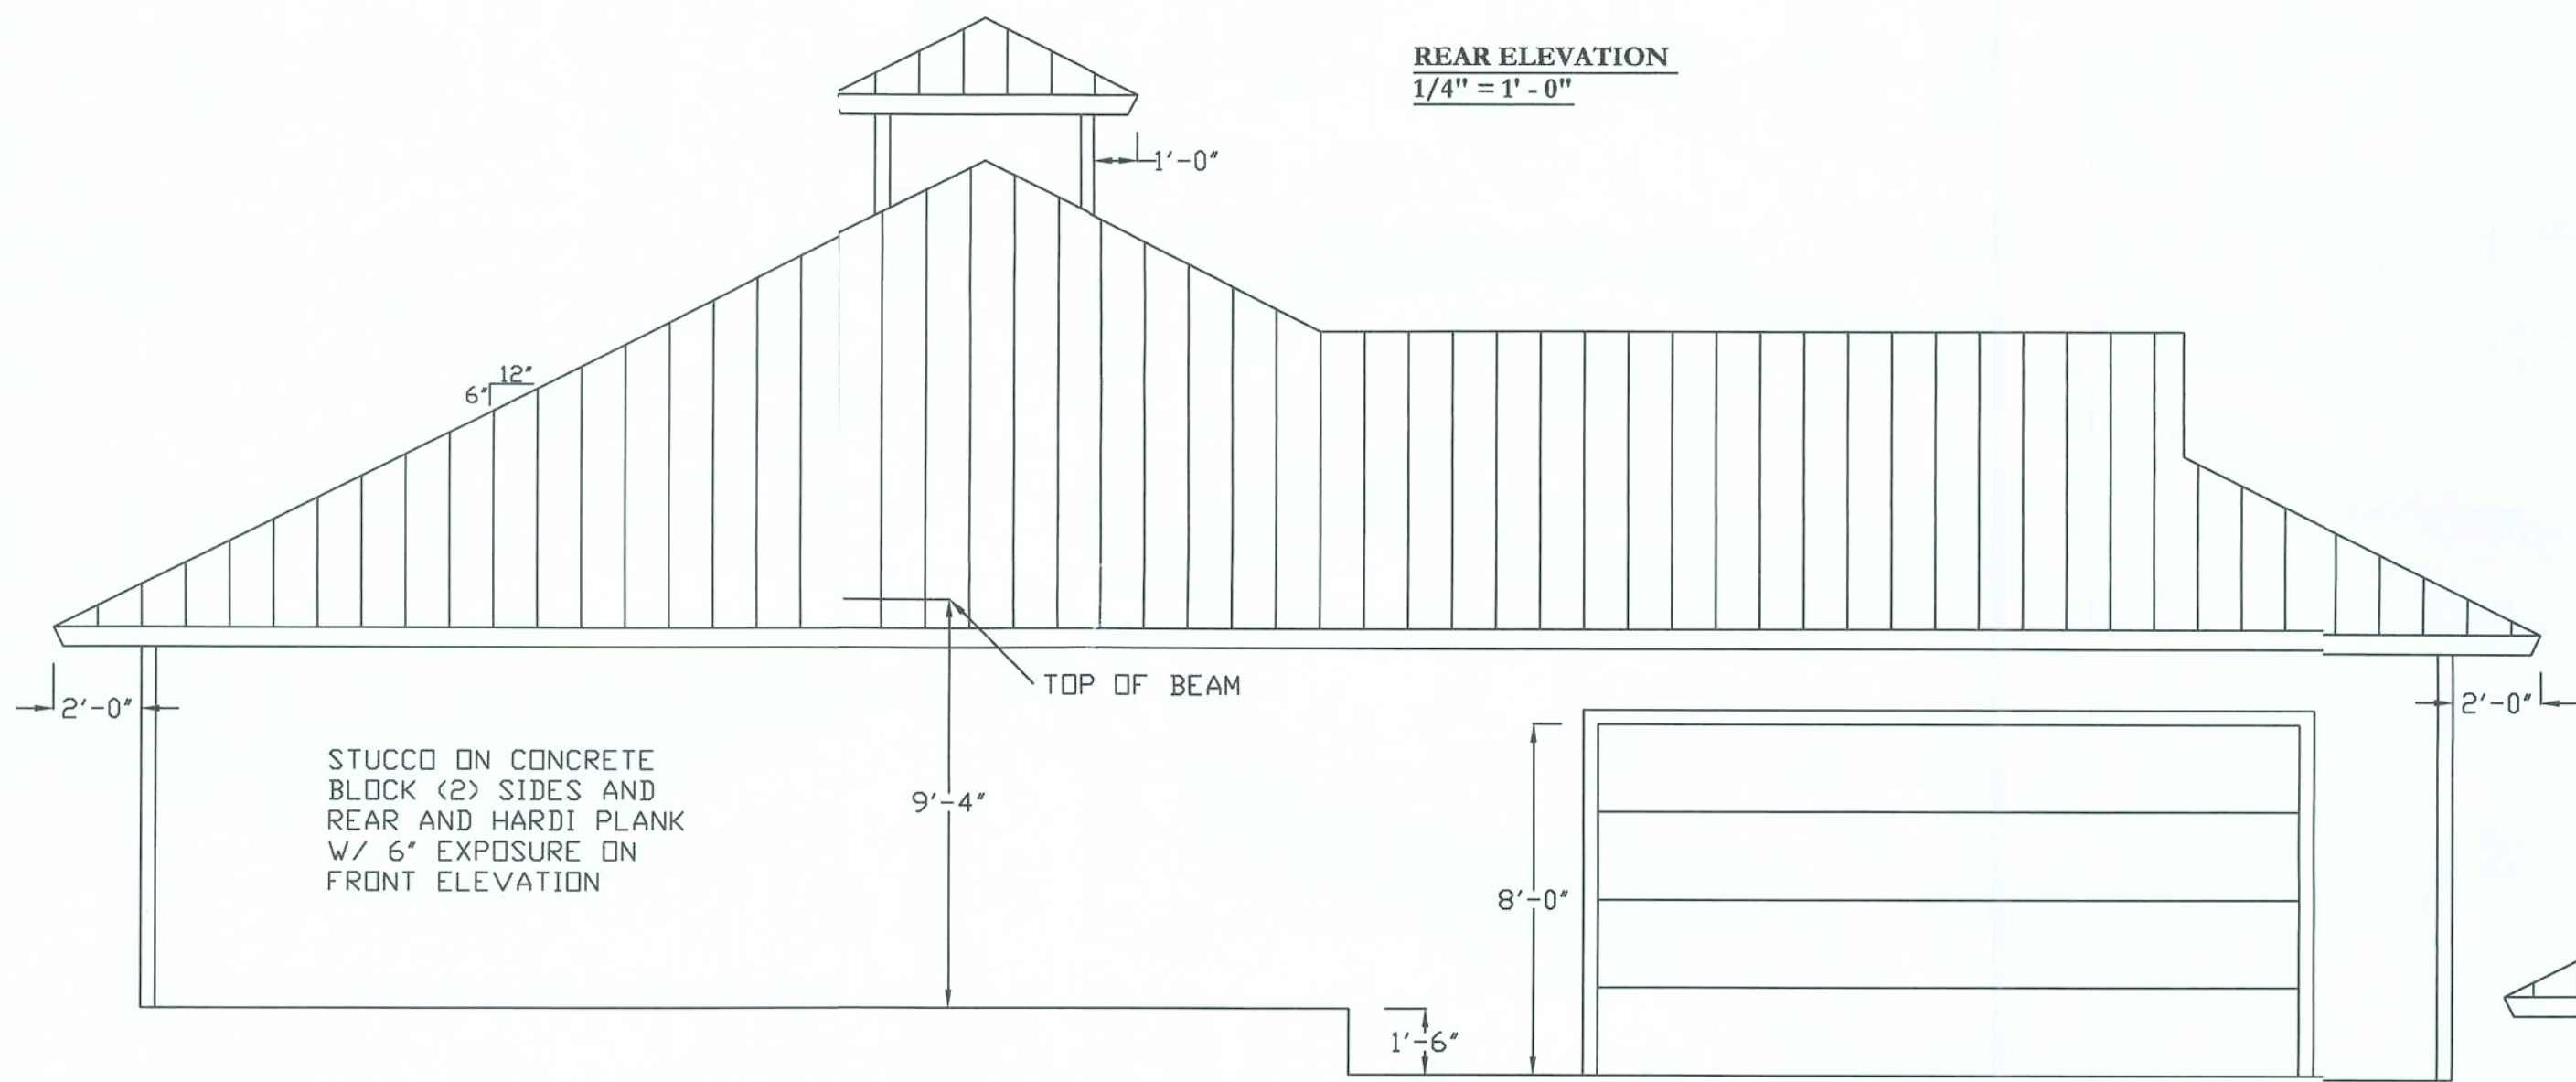 REAR ELEVATION
1/4" = 1' - 0"
1'-0"
12"
6"
TOP OF BEAM
2'-0"
2'-0"
STUCCO ON CONCRETE
BLOCK (2) SIDES AND
REAR AND HARDI PLANK
W/ 6" EXPOSURE ON
FRONT ELEVATION
9'-4"
8'-0"
1'-6"